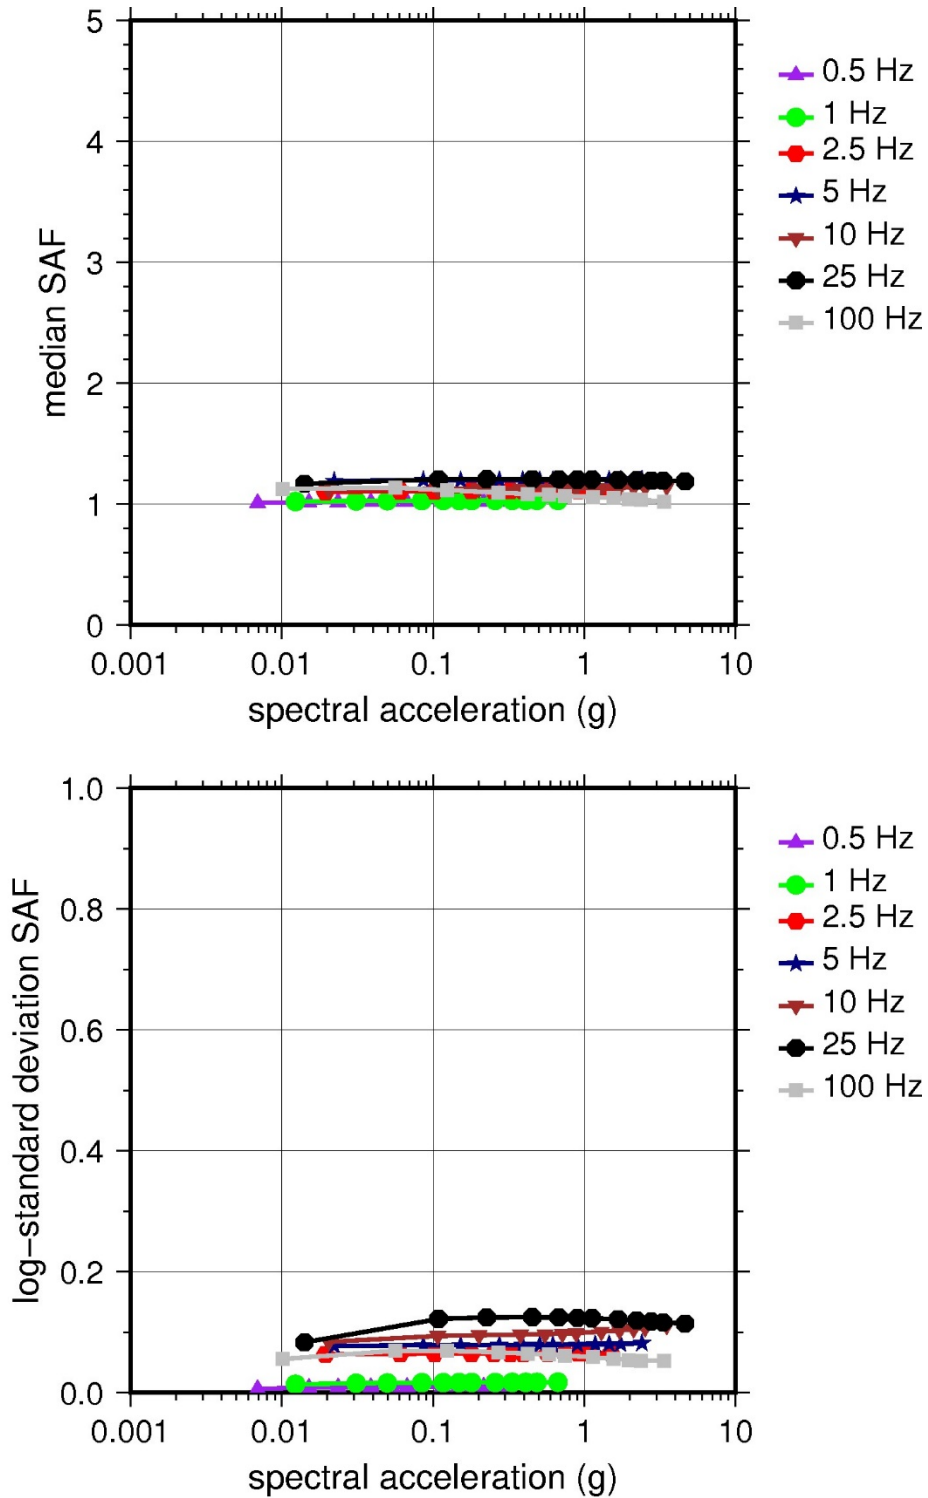 5
4
3
2
1
0
median SAF
0.001 0.01 0.1 1 10
spectral acceleration (g)
0.5 Hz
1 Hz
2.5 Hz
5 Hz
10 Hz
25 Hz
100 Hz
1.0
0.8
0.6
0.4
0.2
0.0
log-standard deviation SAF
0.001 0.01 0.1 1 10
spectral acceleration (g)
0.5 Hz
1 Hz
2.5 Hz
5 Hz
10 Hz
25 Hz
100 Hz